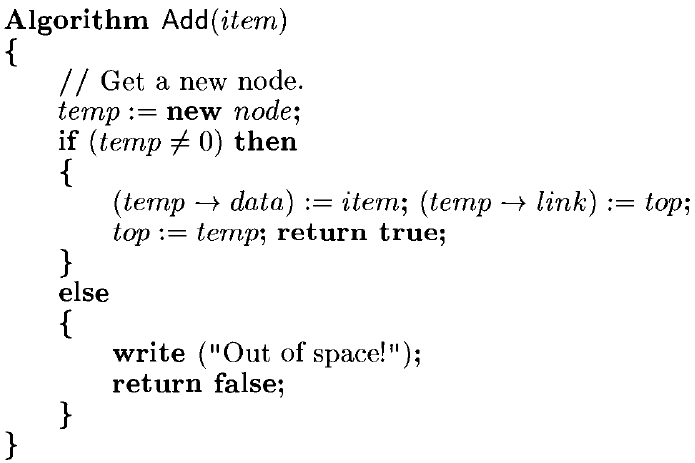 Algorithm Add(item)
{
// Get a new node.
temp := new node;
if (temp ≠ 0) then
{
(temp → data) := item; (temp → link) := top;
top := temp; return true;
}
else
{
write ("Out of space!");
return false;
}
}